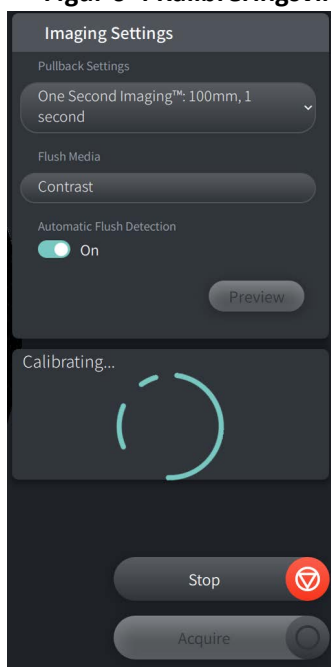 Imaging Settings
Pullback Settings
One Second Imaging™: 100mm, 1
second
Flush Media
Contrast
Automatic Flush Detection
On
Preview
Calibrating...
Stop
Acquire